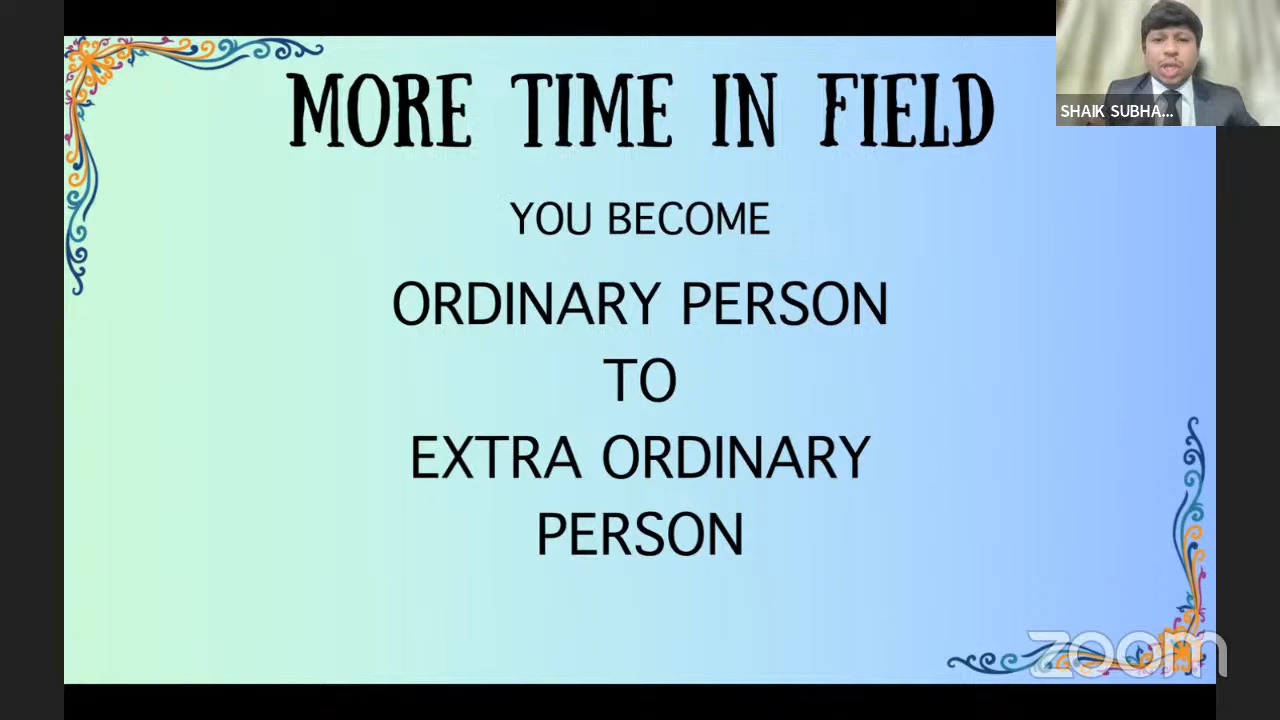 MORE TIME IN FIELD
SHAIK SUBHA...
YOU BECOME
ORDINARY PERSON
TO
EXTRA ORDINARY
PERSON
zoom